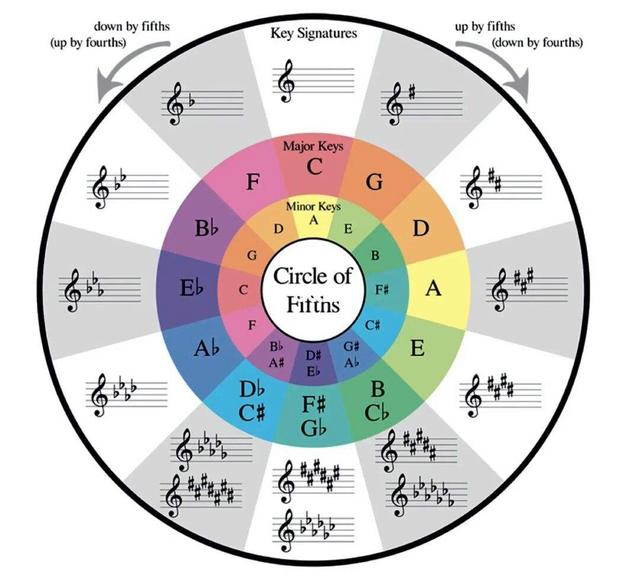 down by fifths
(up by fourths)
Key Signatures
up by fifths
(down by fourths)
Major Keys
C
G
D
A
E
B
C♭
F♯
G♭
D♭
C♯
A♭
E♭
B♭
F
Minor Keys
A
E
B
F♯
C♯
G♯
A♭
D♯
E♭
B♭
A♯
F
C
G
D
Circle of
Fifths